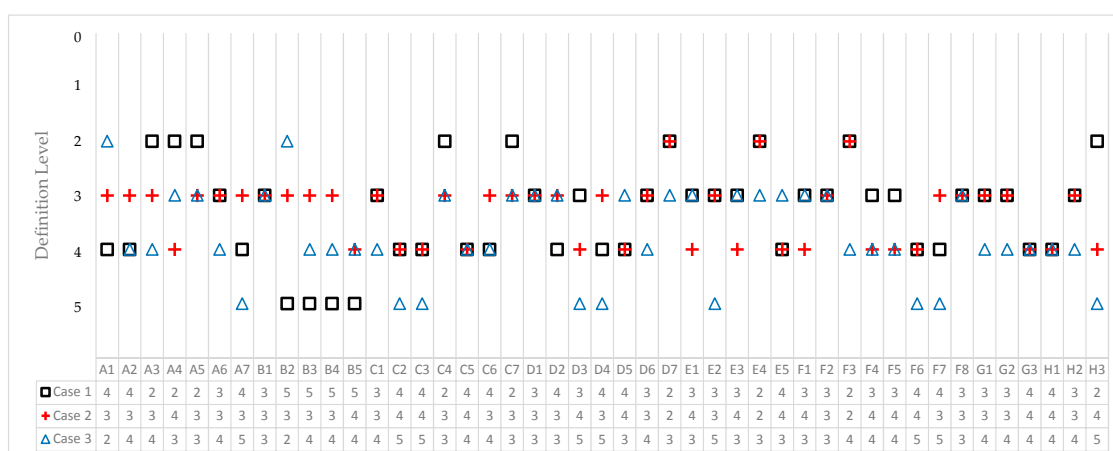 0
1
2
3
4
5
Definition Level
A1 A2 A3 A4 A5 A6 A7 B1 B2 B3 B4 B5 C1 C2 C3 C4 C5 C6 C7 D1 D2 D3 D4 D5 D6 D7 E1 E2 E3 E4 E5 F1 F2 F3 F4 F5 F6 F7 F8 G1 G2 G3 H1 H2 H3
Case 1 4 4 2 2 2 3 4 3 5 5 5 5 3 4 4 2 4 4 2 3 4 3 4 4 3 2 3 3 3 2 4 3 3 2 3 3 4 4 3 3 3 4 4 3 2
Case 2 3 3 3 4 3 3 3 3 3 3 3 4 3 4 4 3 4 3 3 3 3 4 3 4 3 2 4 3 4 2 4 4 3 2 4 4 4 3 3 3 3 4 4 3 4
Case 3 2 4 4 3 3 4 5 3 2 4 4 4 4 5 5 3 4 4 3 3 3 5 5 3 4 3 3 5 3 3 3 3 3 4 4 4 5 5 3 4 4 4 4 4 5